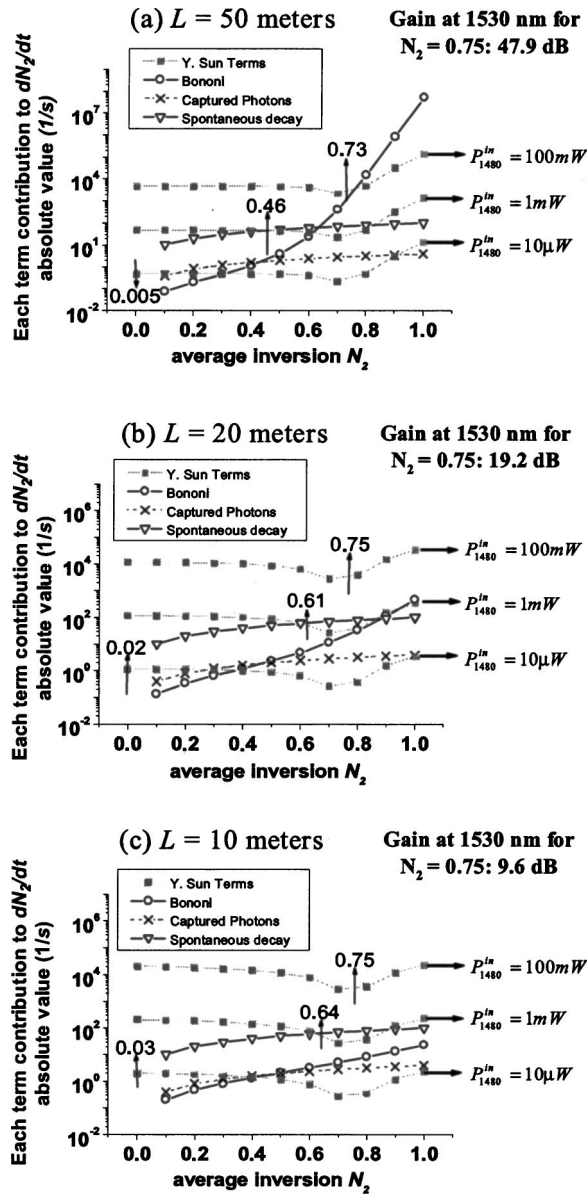 (a) L = 50 meters
Gain at 1530 nm for
N2 = 0.75: 47.9 dB
Y. Sun Terms
Bononi
Captured Photons
Spontaneous decay
Each term contribution to dN2/dt
absolute value (1/s)
10^7
10^4
10^1
10^-2
0.005
0.46
0.73
P^in_1480 = 100mW
P^in_1480 = 1mW
P^in_1480 = 10μW
0.0 0.2 0.4 0.6 0.8 1.0
average inversion N2
(b) L = 20 meters
Gain at 1530 nm for
N2 = 0.75: 19.2 dB
Y. Sun Terms
Bononi
Captured Photons
Spontaneous decay
Each term contribution to dN2/dt
absolute value (1/s)
10^6
10^4
10^2
10^0
10^-2
0.02
0.61
0.75
P^in_1480 = 100mW
P^in_1480 = 1mW
P^in_1480 = 10μW
0.0 0.2 0.4 0.6 0.8 1.0
average inversion N2
(c) L = 10 meters
Gain at 1530 nm for
N2 = 0.75: 9.6 dB
Y. Sun Terms
Bononi
Captured Photons
Spontaneous decay
Each term contribution to dN2/dt
absolute value (1/s)
10^6
10^4
10^2
10^0
10^-2
0.03
0.64
0.75
P^in_1480 = 100mW
P^in_1480 = 1mW
P^in_1480 = 10μW
0.0 0.2 0.4 0.6 0.8 1.0
average inversion N2